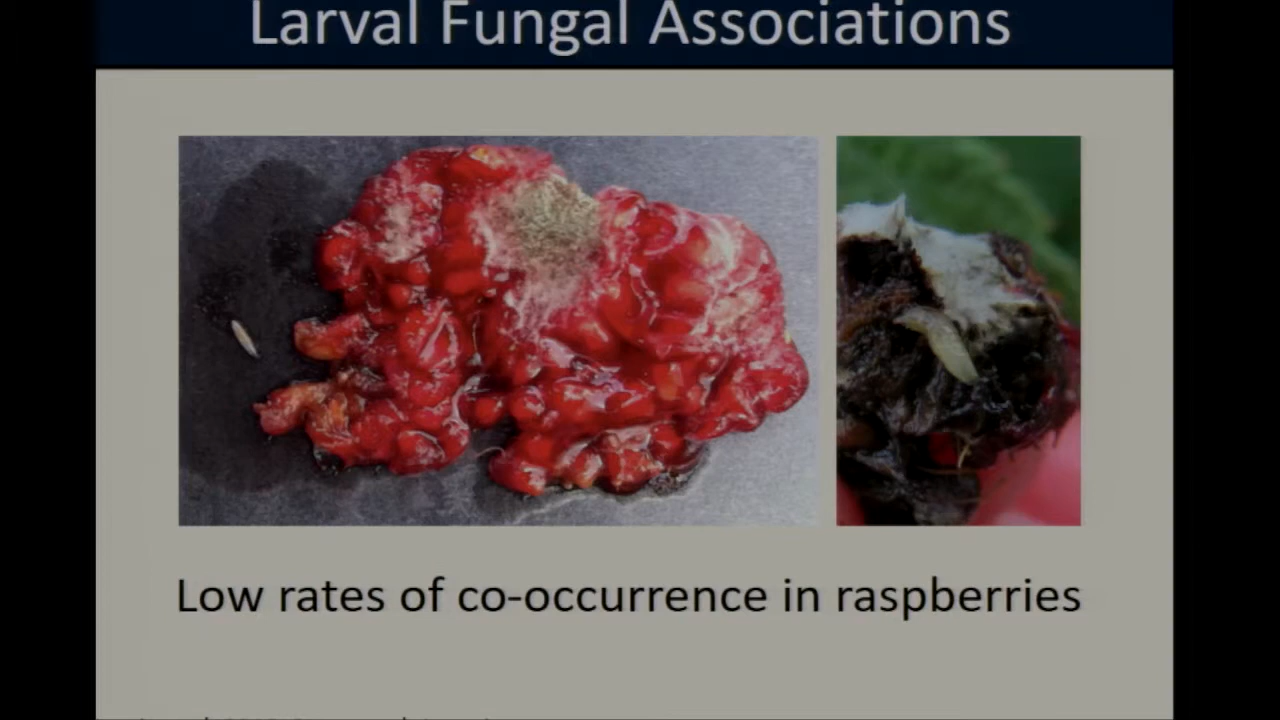 Larval Fungal Associations
Low rates of co-occurrence in raspberries